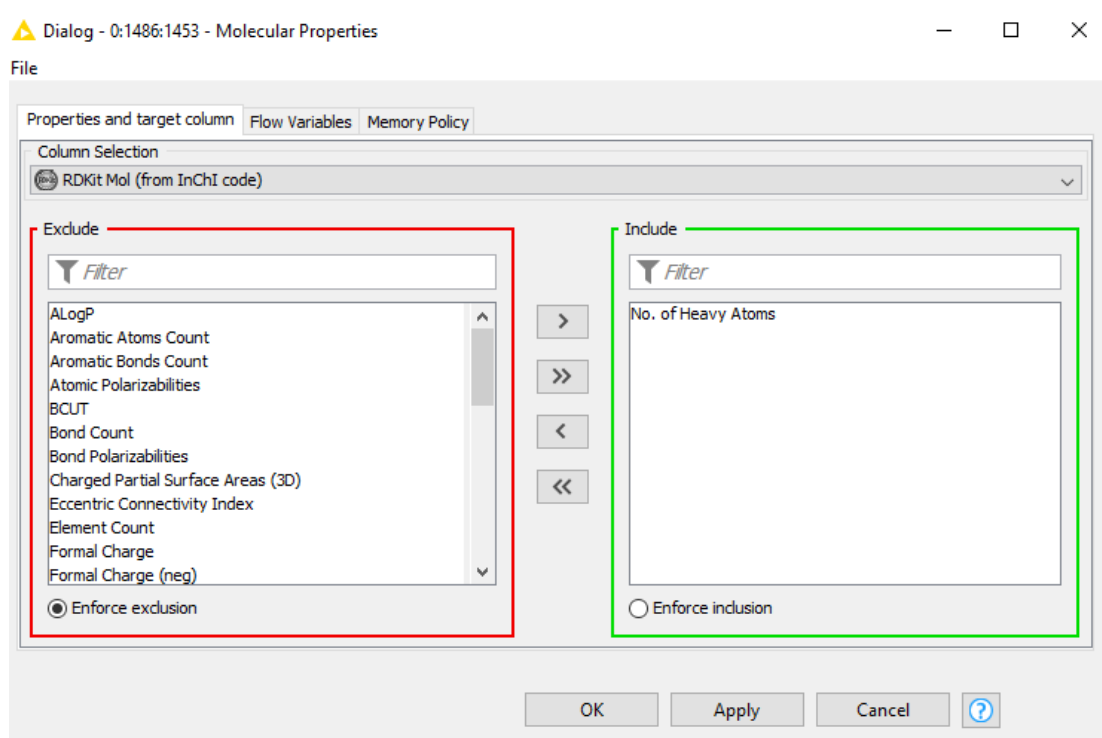 Dialog - 0:1486:1453 - Molecular Properties
File
Properties and target column Flow Variables Memory Policy
Column Selection
RDKit Mol (from InChI code)
Exclude
Include
Filter
Filter
ALogP
Aromatic Atoms Count
Aromatic Bonds Count
Atomic Polarizabilities
BCUT
Bond Count
Bond Polarizabilities
Charged Partial Surface Areas (3D)
Eccentric Connectivity Index
Element Count
Formal Charge
Formal Charge (neg)
>
>>
<
<<
No. of Heavy Atoms
Enforce exclusion
Enforce inclusion
OK Apply Cancel ?